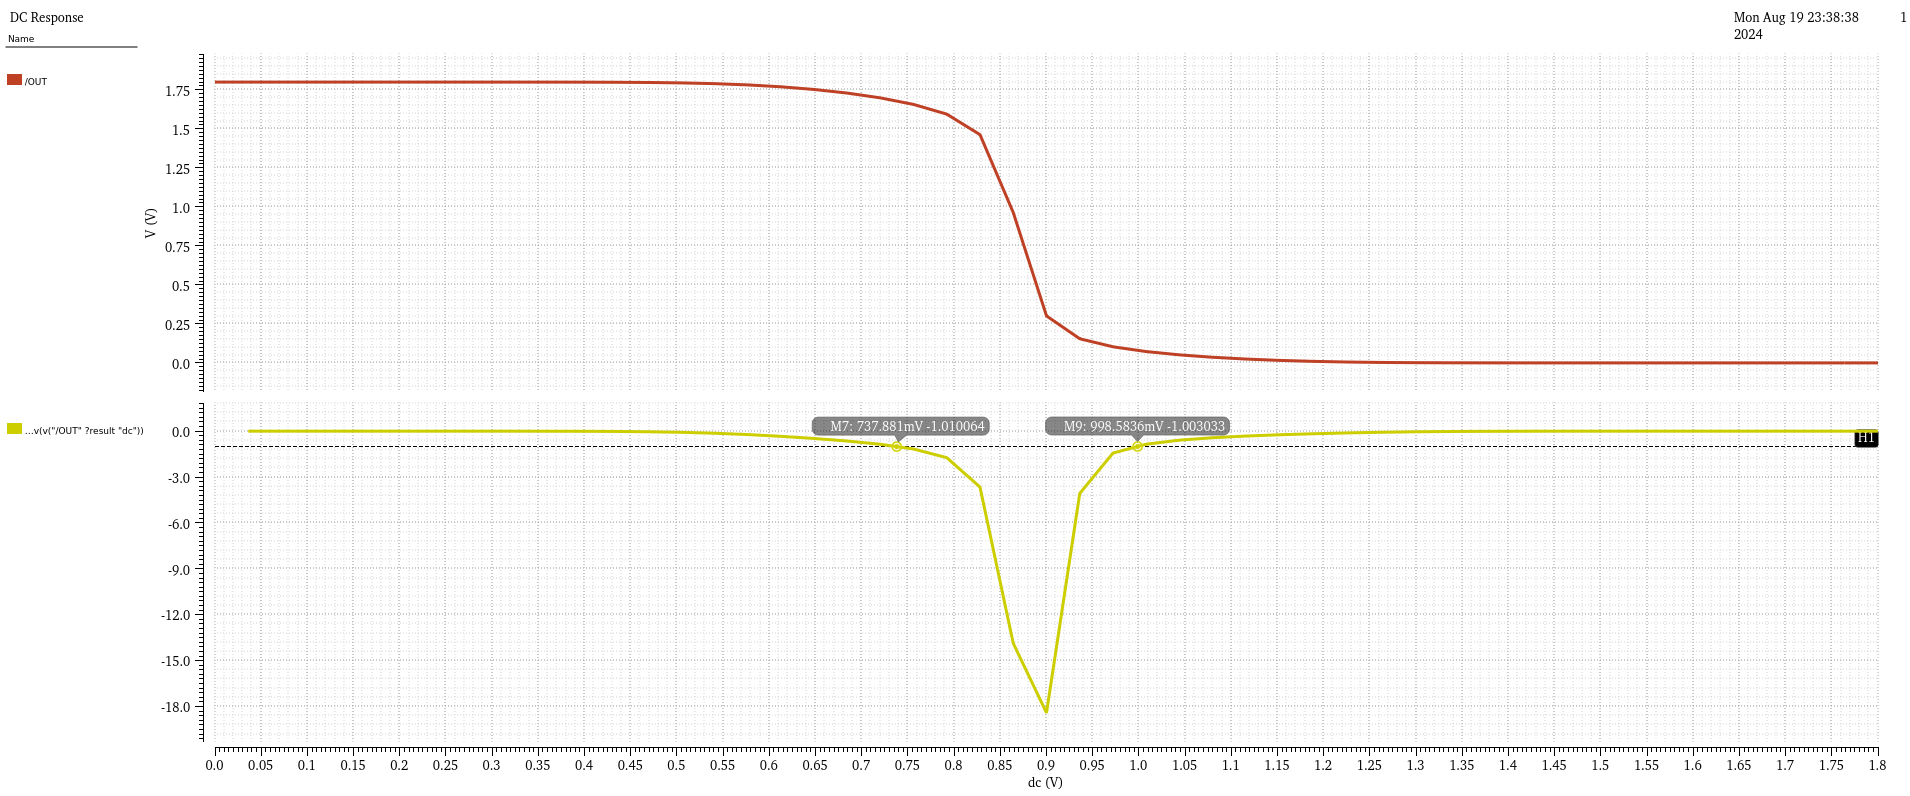 DC Response
Mon Aug 19 23:38:38 2024
1
Name
/OUT
V (V)
1.75
1.5
1.25
1.0
0.75
0.5
0.25
0.0
...v(v("/OUT" ?result "dc"))
M7: 737.881mV -1.010064
M9: 998.5836mV -1.003033
H1
0.0
-3.0
-6.0
-9.0
-12.0
-15.0
-18.0
0.0 0.05 0.1 0.15 0.2 0.25 0.3 0.35 0.4 0.45 0.5 0.55 0.6 0.65 0.7 0.75 0.8 0.85 0.9 0.95 1.0 1.05 1.1 1.15 1.2 1.25 1.3 1.35 1.4 1.45 1.5 1.55 1.6 1.65 1.7 1.75 1.8
dc (V)